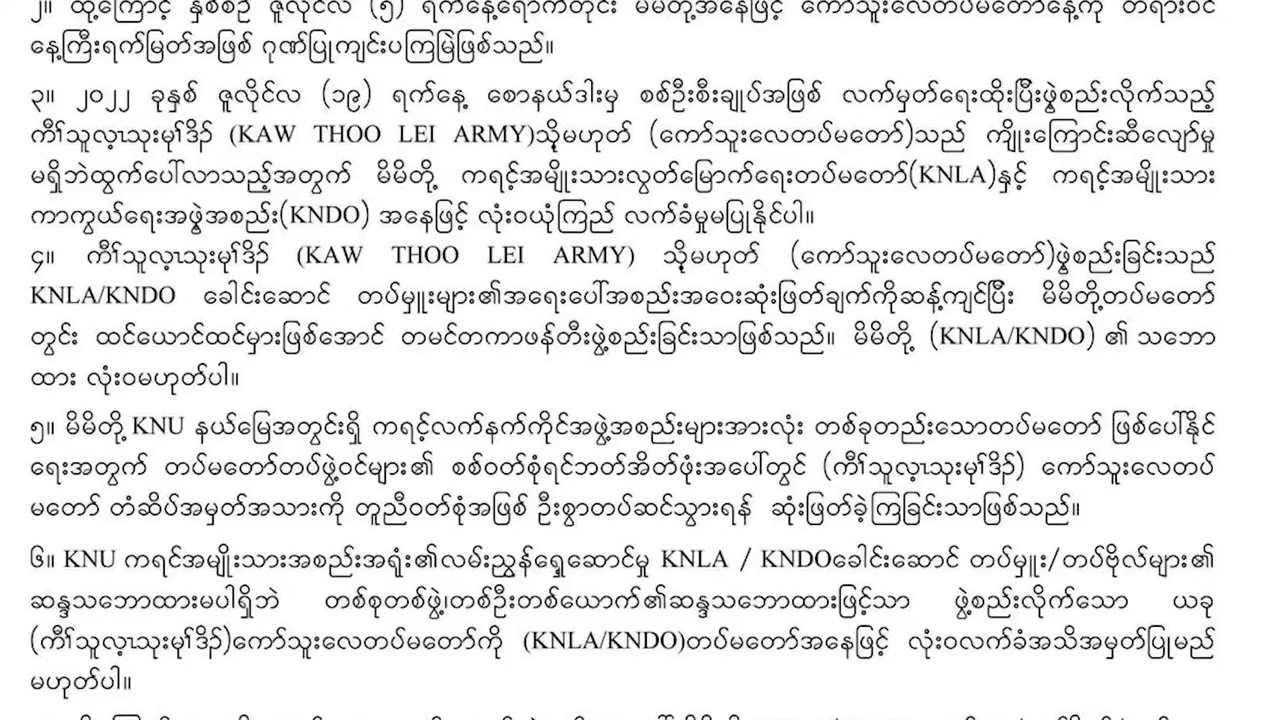 ၂။ ထို့ကြောင့် နှစ်စဉ် ဇူလိုင်လ (၅) ရက်နေ့ရောက်တိုင်း မိမိတို့အနေဖြင့် ကော်သူးလေတပ်မတော်နေ့ကို တရားဝင်
နေ့ကြီးရက်မြတ်အဖြစ် ဂုဏ်ပြုကျင်းပကြမြဲဖြစ်သည်။
၃။ ၂၀၂၂ ခုနှစ် ဇူလိုင်လ (၁၉) ရက်နေ့ စောနယ်ဒါးမှ စစ်ဦးစီးချုပ်အဖြစ် လက်မှတ်ရေးထိုးပြီးဖွဲ့စည်းလိုက်သည့်
ကီၢ်သူလ့ၤသုးမုၢ်ဒိၣ် (KAW THOO LEI ARMY)သို့မဟုတ် (ကော်သူးလေတပ်မတော်)သည် ကျိုးကြောင်းဆီလျော်မှု
မရှိဘဲထွက်ပေါ်လာသည့်အတွက် မိမိတို့ ကရင့်အမျိုးသားလွတ်မြောက်ရေးတပ်မတော်(KNLA)နှင့် ကရင့်အမျိုးသား
ကာကွယ်ရေးအဖွဲ့အစည်း(KNDO) အနေဖြင့် လုံးဝယုံကြည် လက်ခံမှုမပြုနိုင်ပါ။
၄။ ကီၢ်သူလ့ၤသုးမုၢ်ဒိၣ် (KAW THOO LEI ARMY) သို့မဟုတ် (ကော်သူးလေတပ်မတော်)ဖွဲ့စည်းခြင်းသည်
KNLA/KNDO ခေါင်းဆောင် တပ်မှူးများ၏အရေးပေါ်အစည်းအဝေးဆုံးဖြတ်ချက်ကိုဆန့်ကျင်ပြီး မိမိတို့တပ်မတော်
တွင်း ထင်ယောင်ထင်မှားဖြစ်အောင် တမင်တကာဖန်တီးဖွဲ့စည်းခြင်းသာဖြစ်သည်။ မိမိတို့ (KNLA/KNDO) ၏ သဘော
ထား လုံးဝမဟုတ်ပါ။
၅။ မိမိတို့ KNU နယ်မြေအတွင်းရှိ ကရင့်လက်နက်ကိုင်အဖွဲ့အစည်းများအားလုံး တစ်ခုတည်းသောတပ်မတော် ဖြစ်ပေါ်နိုင်
ရေးအတွက် တပ်မတော်တပ်ဖွဲ့ဝင်များ၏ စစ်ဝတ်စုံရင်ဘတ်အိတ်ဖုံးအပေါ်တွင် (ကီၢ်သူလ့ၤသုးမုၢ်ဒိၣ်) ကော်သူးလေတပ်
မတော် တံဆိပ်အမှတ်အသားကို တူညီဝတ်စုံအဖြစ် ဦးစွာတပ်ဆင်သွားရန် ဆုံးဖြတ်ခဲ့ကြခြင်းသာဖြစ်သည်။
၆။ KNU ကရင်အမျိုးသားအစည်းအရုံး၏လမ်းညွှန်ရှေ့ဆောင်မှု KNLA / KNDOခေါင်းဆောင် တပ်မှူး/တပ်ဗိုလ်များ၏
ဆန္ဒသဘောထားမပါရှိဘဲ တစ်စုတစ်ဖွဲ့၊တစ်ဦးတစ်ယောက်၏ဆန္ဒသဘောထားဖြင့်သာ ဖွဲ့စည်းလိုက်သော ယခု
(ကီၢ်သူလ့ၤသုးမုၢ်ဒိၣ်)ကော်သူးလေတပ်မတော်ကို (KNLA/KNDO)တပ်မတော်အနေဖြင့် လုံးဝလက်ခံအသိအမှတ်ပြုမည်
မဟုတ်ပါ။